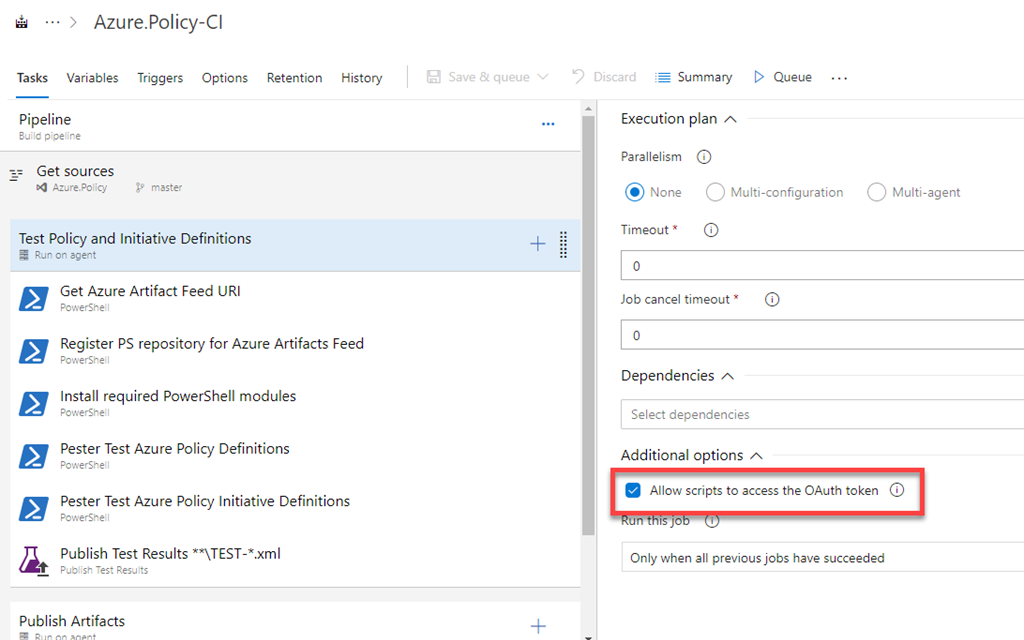 ... > Azure.Policy-CI
Tasks Variables Triggers Options Retention History Save & queue Discard Summary Queue ...
Pipeline
Build pipeline
Get sources
Azure.Policy master
Test Policy and Initiative Definitions
Run on agent
Get Azure Artifact Feed URI
PowerShell
Register PS repository for Azure Artifacts Feed
PowerShell
Install required PowerShell modules
PowerShell
Pester Test Azure Policy Definitions
PowerShell
Pester Test Azure Policy Initiative Definitions
PowerShell
Publish Test Results **\TEST-*.xml
Publish Test Results
Publish Artifacts
Run on agent
Execution plan
Parallelism
None Multi-configuration Multi-agent
Timeout *
0
Job cancel timeout *
0
Dependencies
Select dependencies
Additional options
Allow scripts to access the OAuth token
Run this job
Only when all previous jobs have succeeded